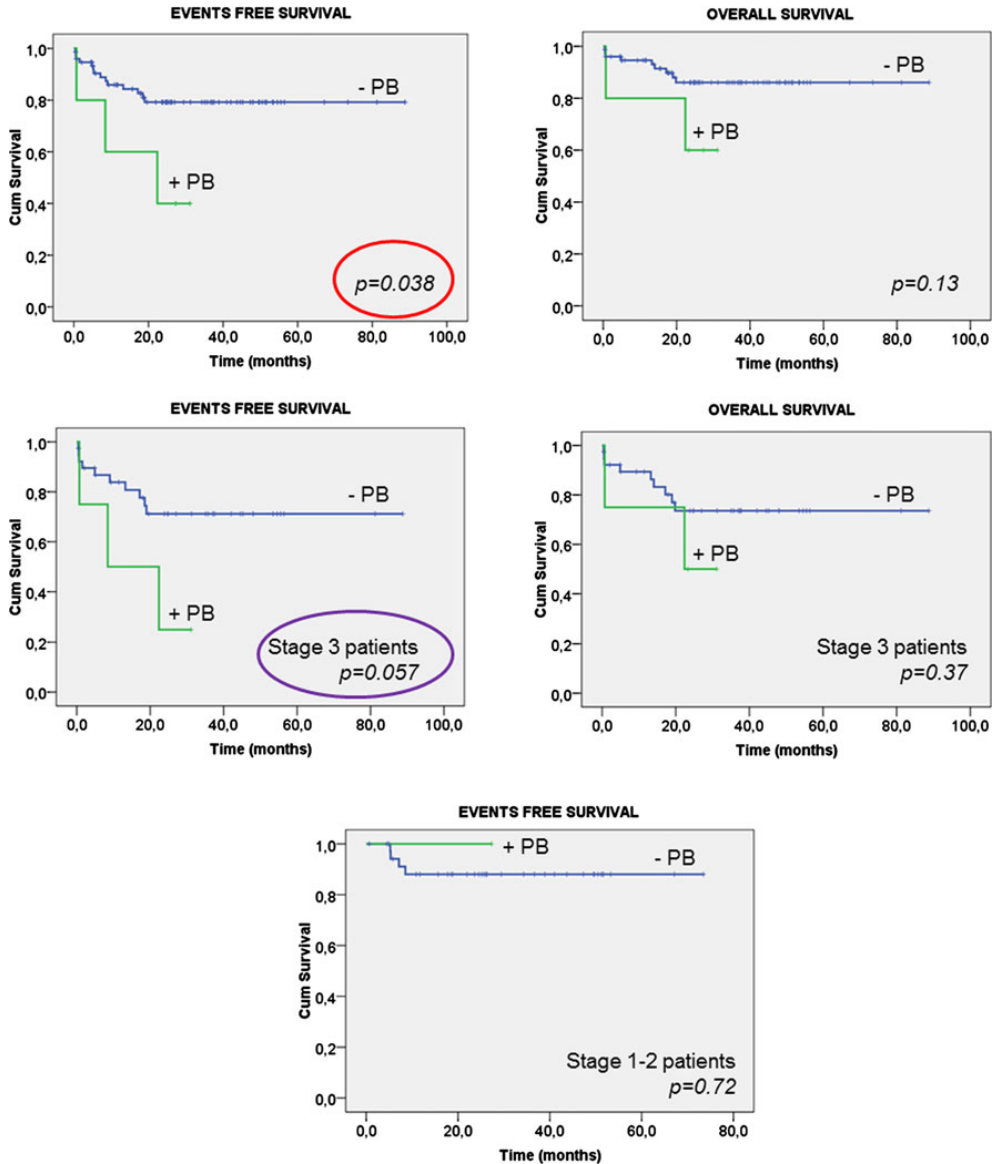 EVENTS FREE SURVIVAL
Cum Survival
1,0
0,8
0,6
0,4
0,2
0,0
- PB
+ PB
p=0.038
0,0 20,0 40,0 60,0 80,0 100,0
Time (months)
OVERALL SURVIVAL
Cum Survival
1,0
0,8
0,6
0,4
0,2
0,0
- PB
+ PB
p=0.13
0,0 20,0 40,0 60,0 80,0 100,0
Time (months)
EVENTS FREE SURVIVAL
Cum Survival
1,0
0,8
0,6
0,4
0,2
0,0
- PB
+ PB
Stage 3 patients
p=0.057
0,0 20,0 40,0 60,0 80,0 100,0
Time (months)
OVERALL SURVIVAL
Cum Survival
1,0
0,8
0,6
0,4
0,2
0,0
- PB
+ PB
Stage 3 patients
p=0.37
0,0 20,0 40,0 60,0 80,0 100,0
Time (months)
EVENTS FREE SURVIVAL
Cum Survival
1,0
0,8
0,6
0,4
0,2
0,0
+ PB
- PB
Stage 1-2 patients
p=0.72
0,0 20,0 40,0 60,0 80,0
Time (months)